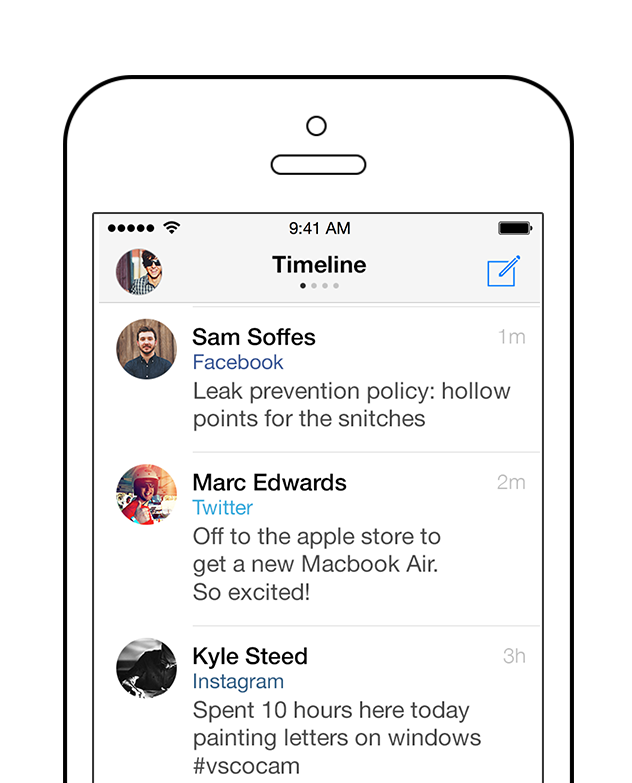 9:41 AM
Timeline
Sam Soffes 1m
Facebook
Leak prevention policy: hollow
points for the snitches
Marc Edwards 2m
Twitter
Off to the apple store to
get a new Macbook Air.
So excited!
Kyle Steed 3h
Instagram
Spent 10 hours here today
painting letters on windows
#vscocam